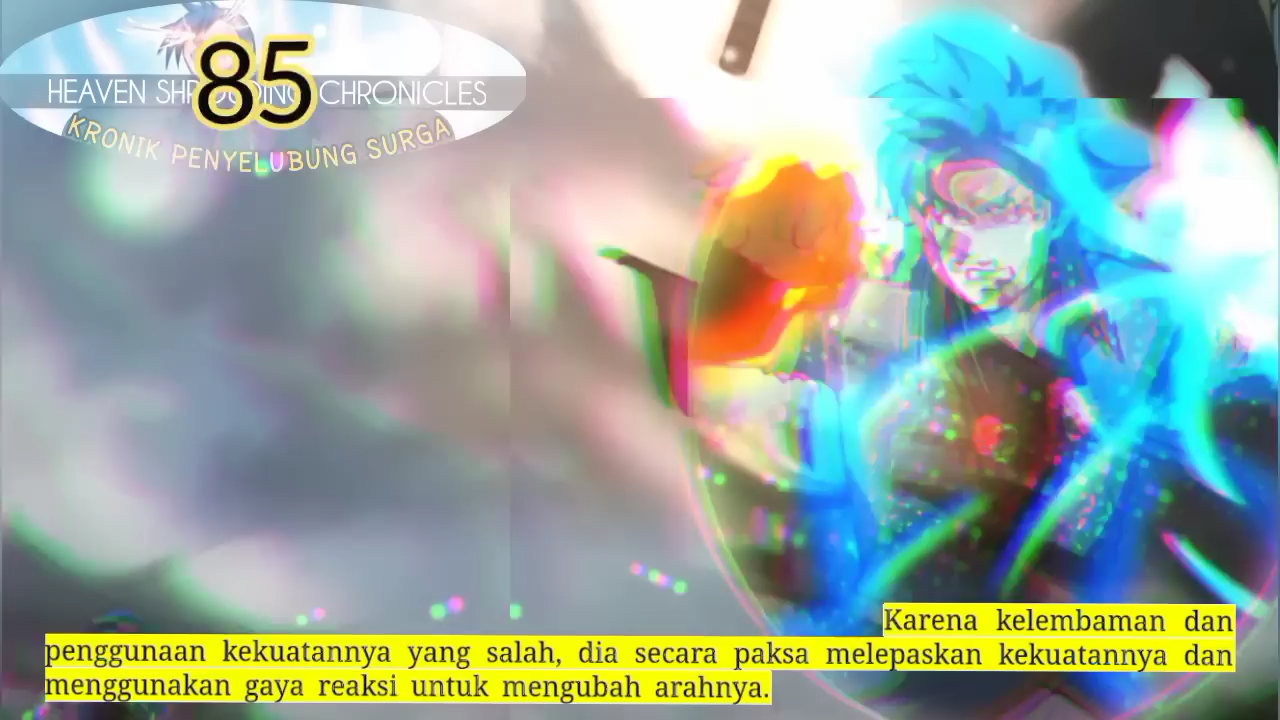 85
HEAVEN SHROUDING CHRONICLES
KRONIK PENYELUBUNG SURGA
Karena kelembaman dan
penggunaan kekuatannya yang salah, dia secara paksa melepaskan kekuatannya dan
menggunakan gaya reaksi untuk mengubah arahnya.